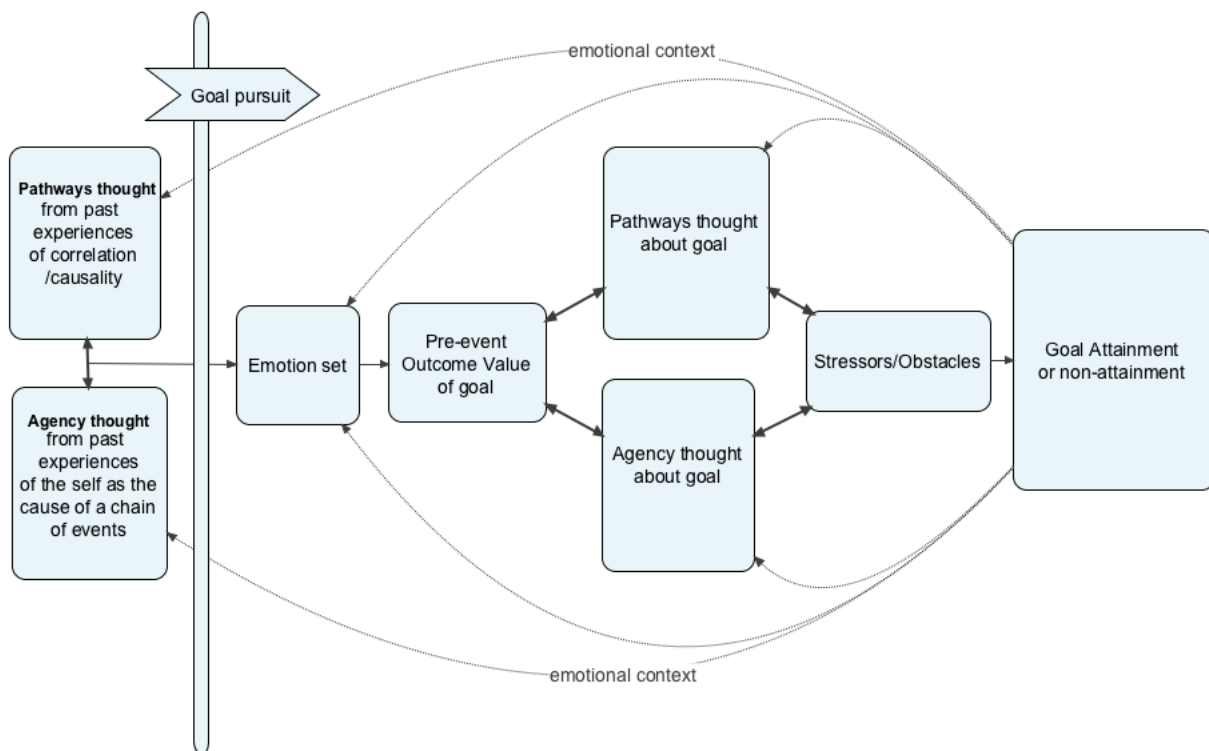 emotional context
Goal pursuit
Pathways thought
from past
experiences
of correlation
/causality
Agency thought
from past
experiences
of the self as the
cause of a chain
of events
Emotion set
Pre-event
Outcome Value
of goal
Pathways thought
about goal
Agency thought
about goal
Stressors/Obstacles
Goal Attainment
or non-attainment
emotional context